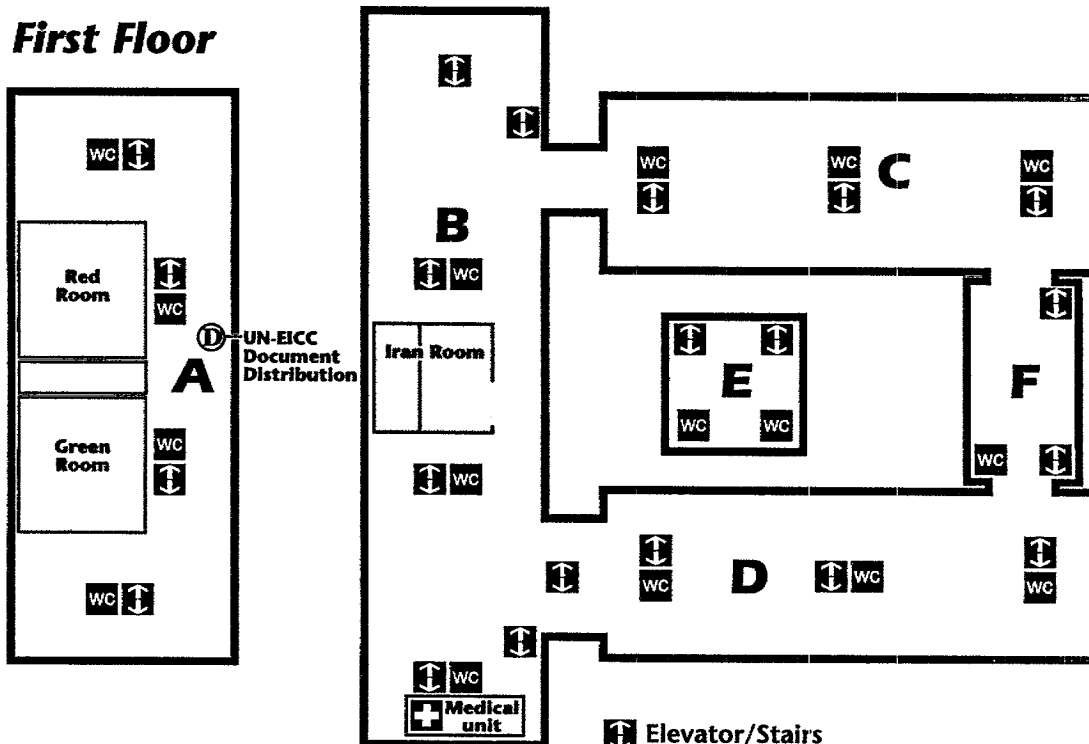 First Floor
WC
WC
WC
WC
C
WC
B
Red
Room
WC
WC
D
UN-EICC
Document
Distribution
Iran Room
A
E
F
WC
WC
Green
Room
WC
WC
WC
D
WC
WC
WC
WC
WC
Medical
unit
Elevator/Stairs